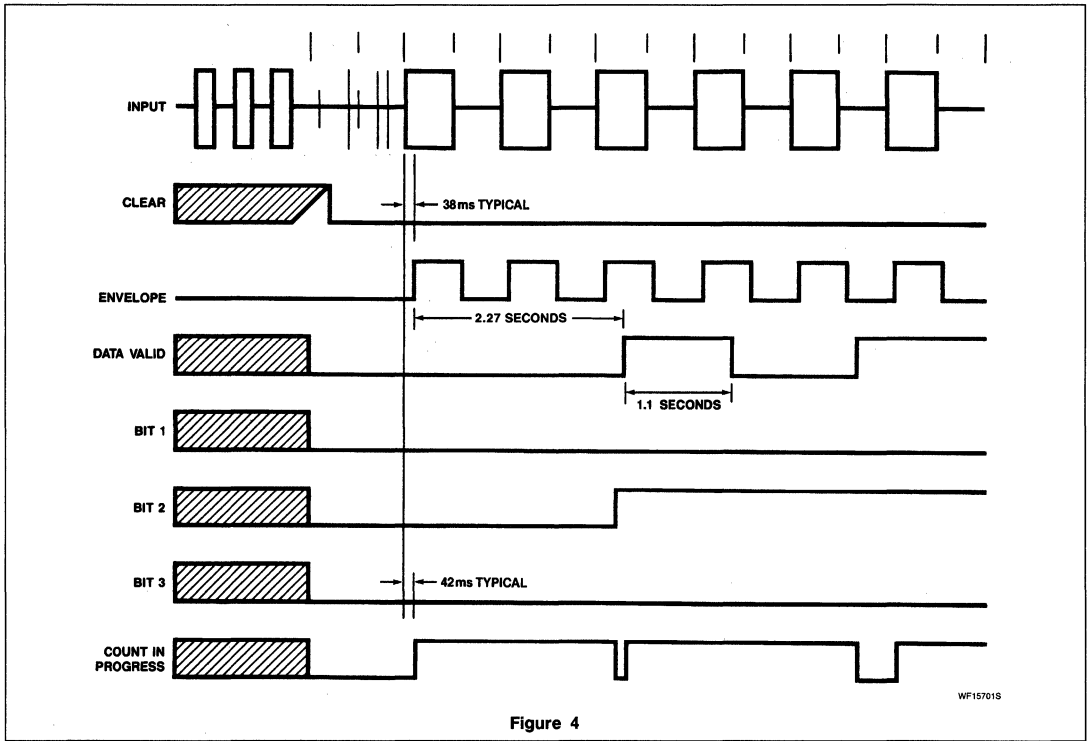 INPUT
CLEAR
38ms TYPICAL
ENVELOPE
2.27 SECONDS
DATA VALID
1.1 SECONDS
BIT 1
BIT 2
BIT 3
42ms TYPICAL
COUNT IN
PROGRESS
WF15701S
Figure 4